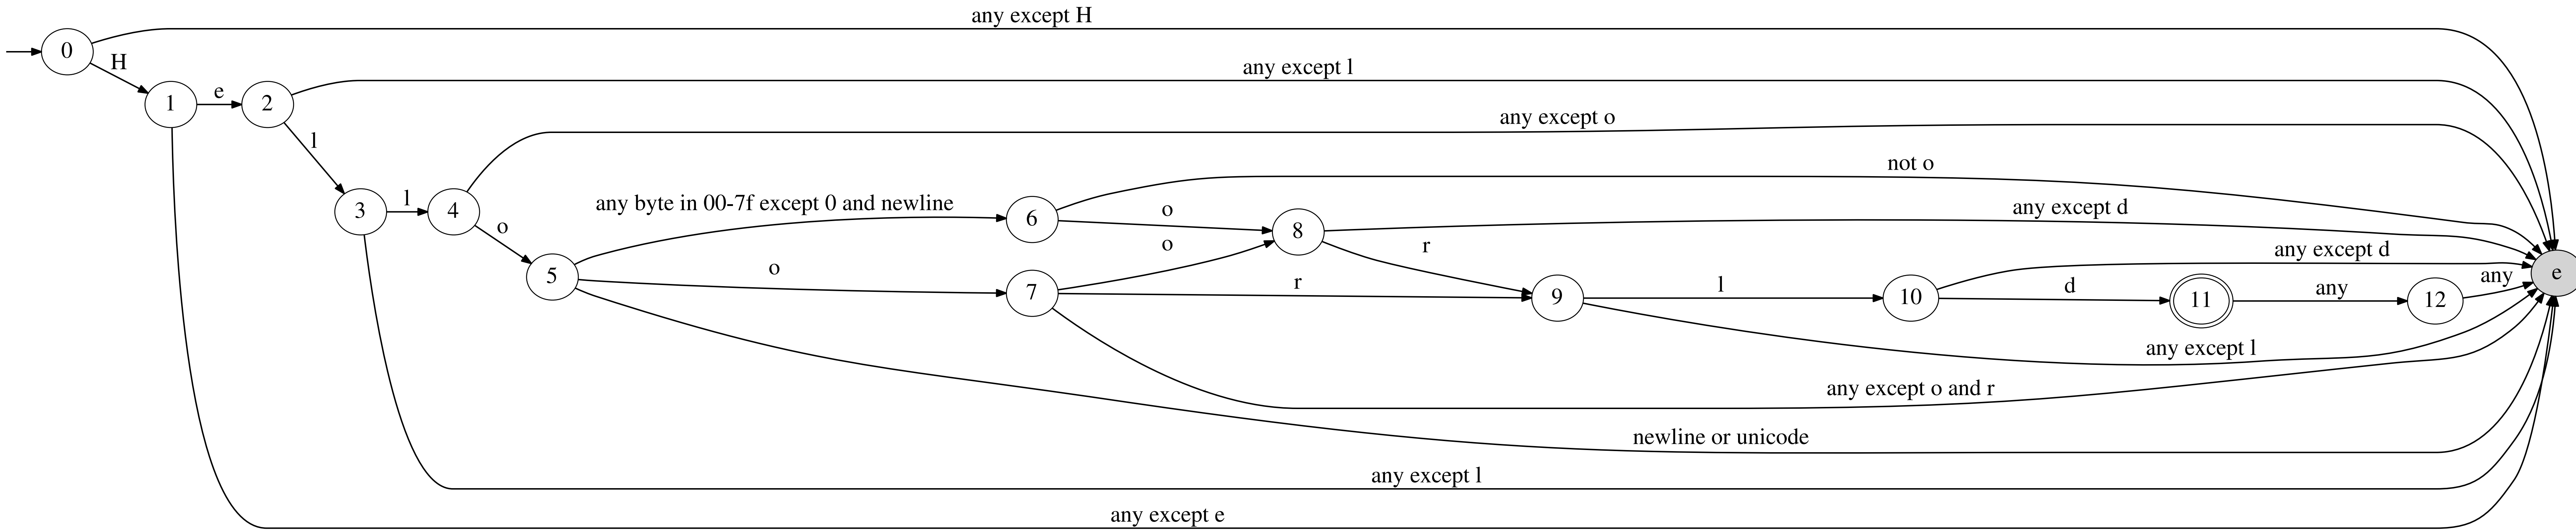 any except H
0
H
any except l
1
e
2
any except o
l
not o
any byte in 00-7f except 0 and newline
3
l
4
6
o
8
any except d
o
o
r
any except d
5
o
7
r
9
l
10
d
11
any
12
any
e
any except l
any except o and r
newline or unicode
any except l
any except e